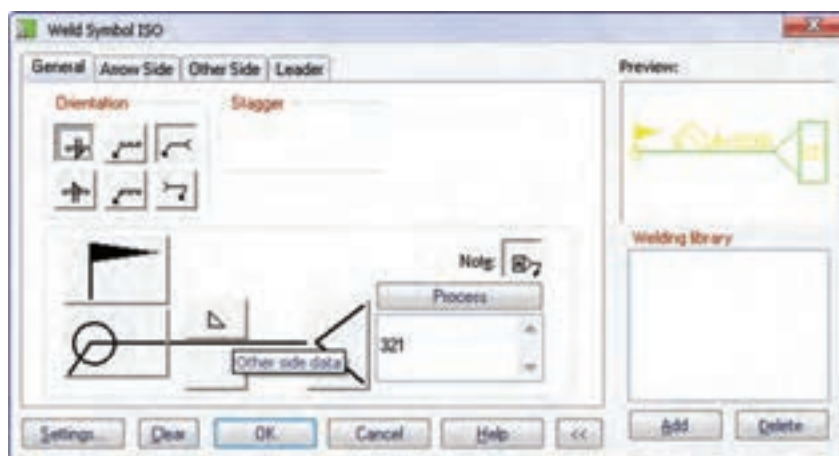 Weld Symbol ISO
General Arrow Side Other Side Leader
Preview:
Orientation
Stagger
Welding library
Note:
Process
321
Other side data
Settings... Clear OK Cancel Help << Add Delete